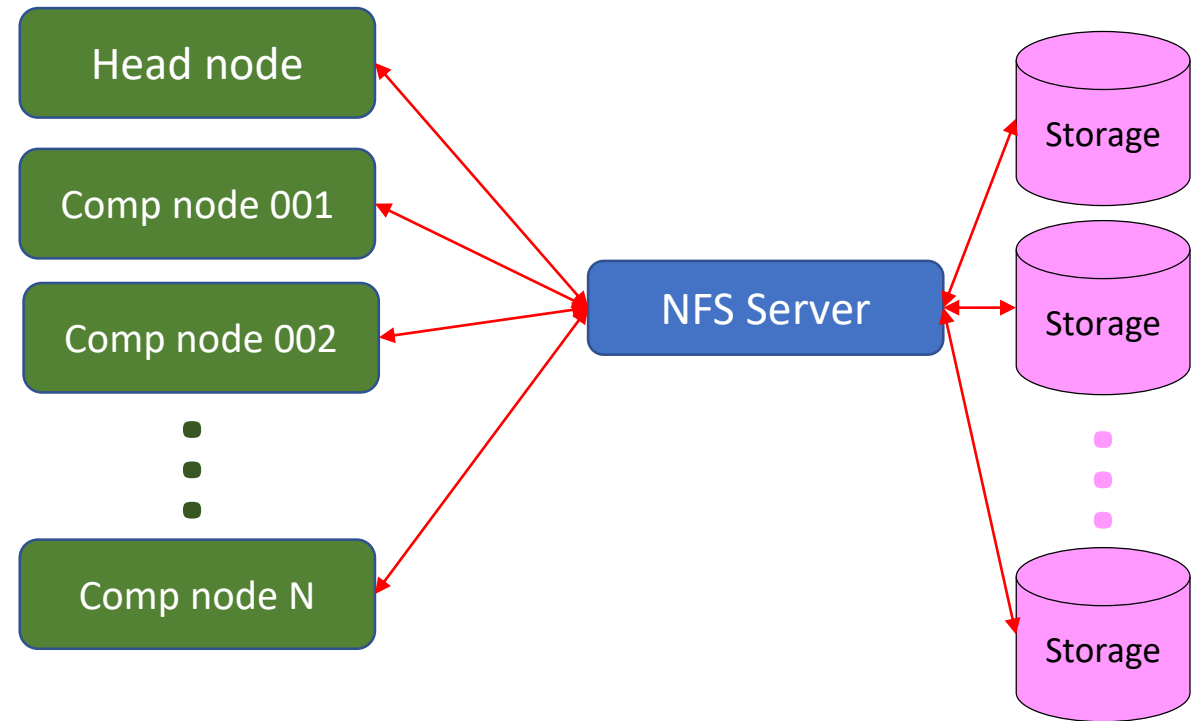 Head node
Comp node 001
Comp node 002
Comp node N
NFS Server
Storage
Storage
Storage